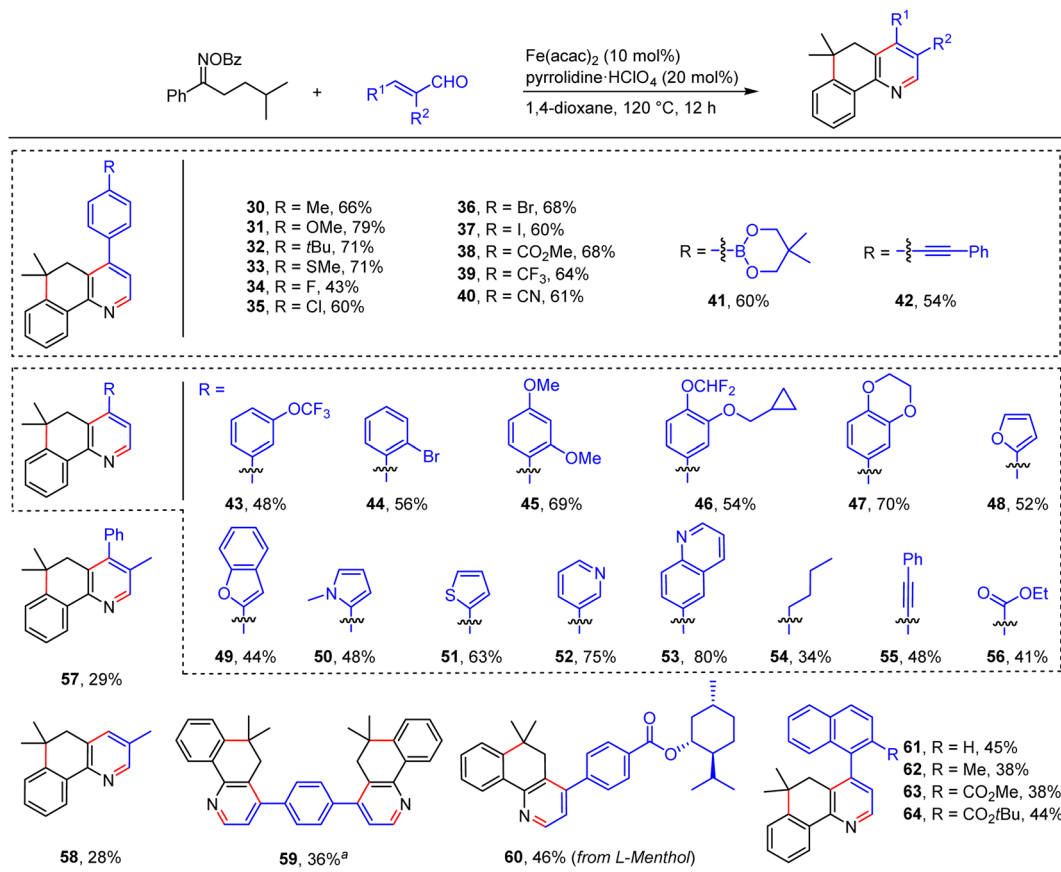 NOBz
Ph
+
R¹ CHO
R²
Fe(acac)₂ (10 mol%)
pyrrolidine·HClO₄ (20 mol%)
1,4-dioxane, 120 °C, 12 h
R¹
R²
N
R
N
30, R = Me, 66%
31, R = OMe, 79%
32, R = tBu, 71%
33, R = SMe, 71%
34, R = F, 43%
35, R = Cl, 60%
36, R = Br, 68%
37, R = I, 60%
38, R = CO₂Me, 68%
39, R = CF₃, 64%
40, R = CN, 61%
R = B O O
41, 60%
R = Ph
42, 54%
R
N
R =
OCF₃
43, 48%
Br
44, 56%
OMe
OMe
45, 69%
OCHF₂
O
46, 54%
O
O
47, 70%
O
48, 52%
O
49, 44%
N
50, 48%
S
51, 63%
N
52, 75%
N
53, 80%
54, 34%
Ph
55, 48%
O OEt
56, 41%
Ph
N
57, 29%
N
58, 28%
N N
59, 36%ᵃ
N
O
O
60, 46% (from L-Menthol)
R
N
61, R = H, 45%
62, R = Me, 38%
63, R = CO₂Me, 38%
64, R = CO₂tBu, 44%